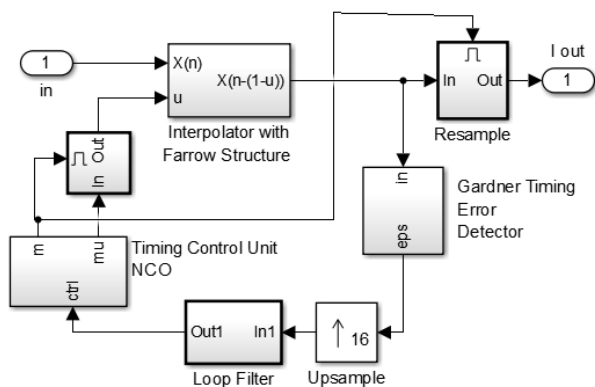 1
in
X(n)
u
X(n-(1-u))
Interpolator with
Farrow Structure
In
Out
Resample
I out
1
Out
In
in
eps
Gardner Timing
Error
Detector
m
mu
ctrl
Timing Control Unit
NCO
Out1
In1
Loop Filter
16
Upsample